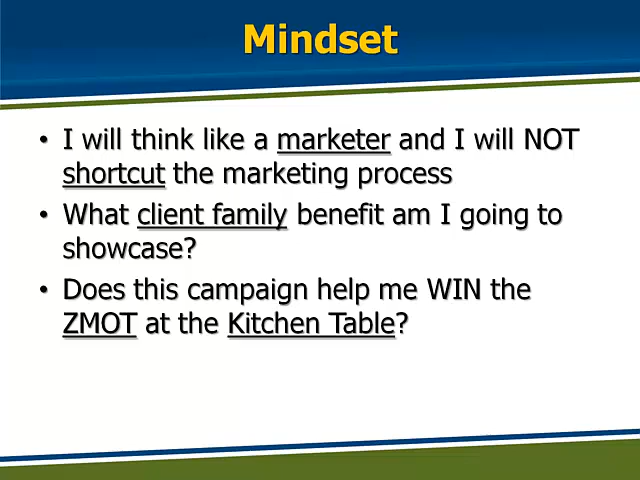 Mindset
• I will think like a marketer and I will NOT
shortcut the marketing process
• What client family benefit am I going to
showcase?
• Does this campaign help me WIN the
ZMOT at the Kitchen Table?